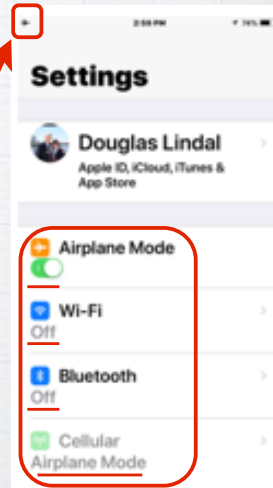 2:59 PM
Settings
Douglas Lindal
Apple ID, iCloud, iTunes &
App Store
Airplane Mode
Wi-Fi
Off
Bluetooth
Off
Cellular
Airplane Mode